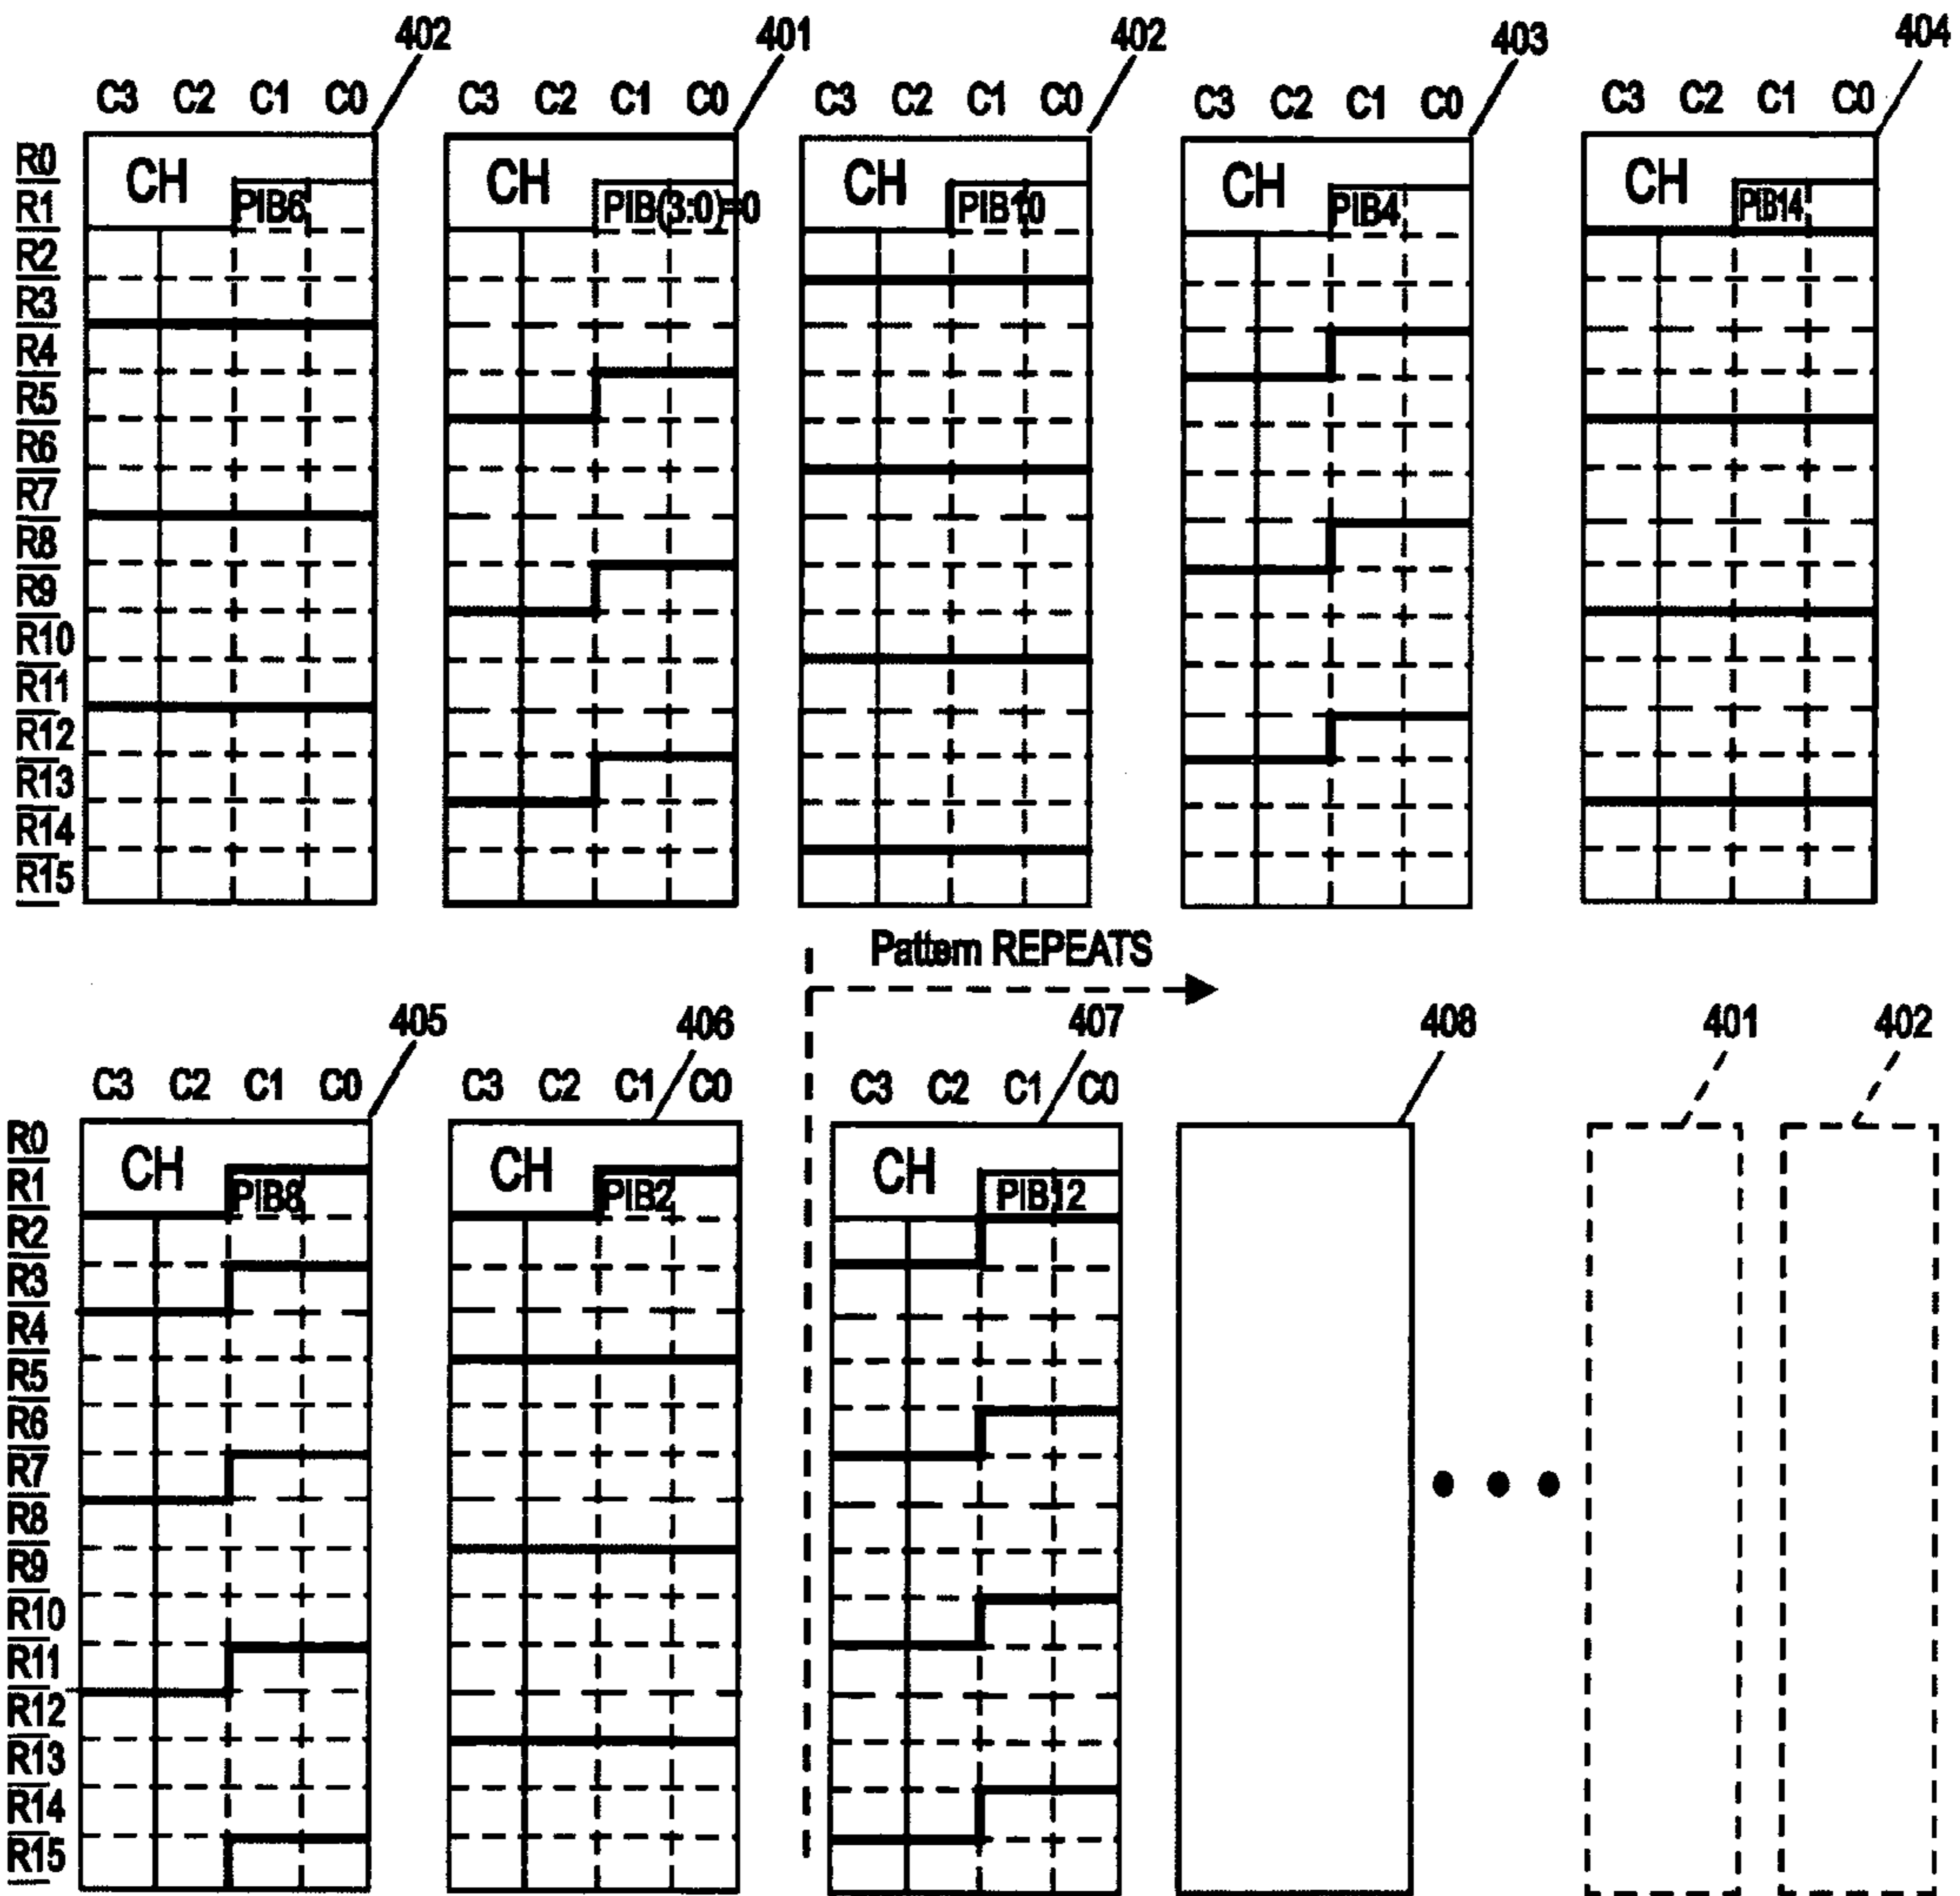 402 401 402 403 404
C3 C2 C1 C0 C3 C2 C1 C0 C3 C2 C1 C0 C3 C2 C1 C0 C3 C2 C1 C0
R0 CH CH CH CH CH
R1 PIB6 PIB(3:0)=0 PIB10 PIB4 PIB14
R2
R3
R4
R5
R6
R7
R8
R9
R10
R11
R12
R13
R14
R15
Pattern REPEATS
405 406 407 408 401 402
C3 C2 C1 C0 C3 C2 C1 C0 C3 C2 C1 C0
R0 CH CH CH
R1 PIB8 PIB2 PIB12
R2
R3
R4
R5
R6
R7
R8
R9
R10
R11
R12
R13
R14
R15